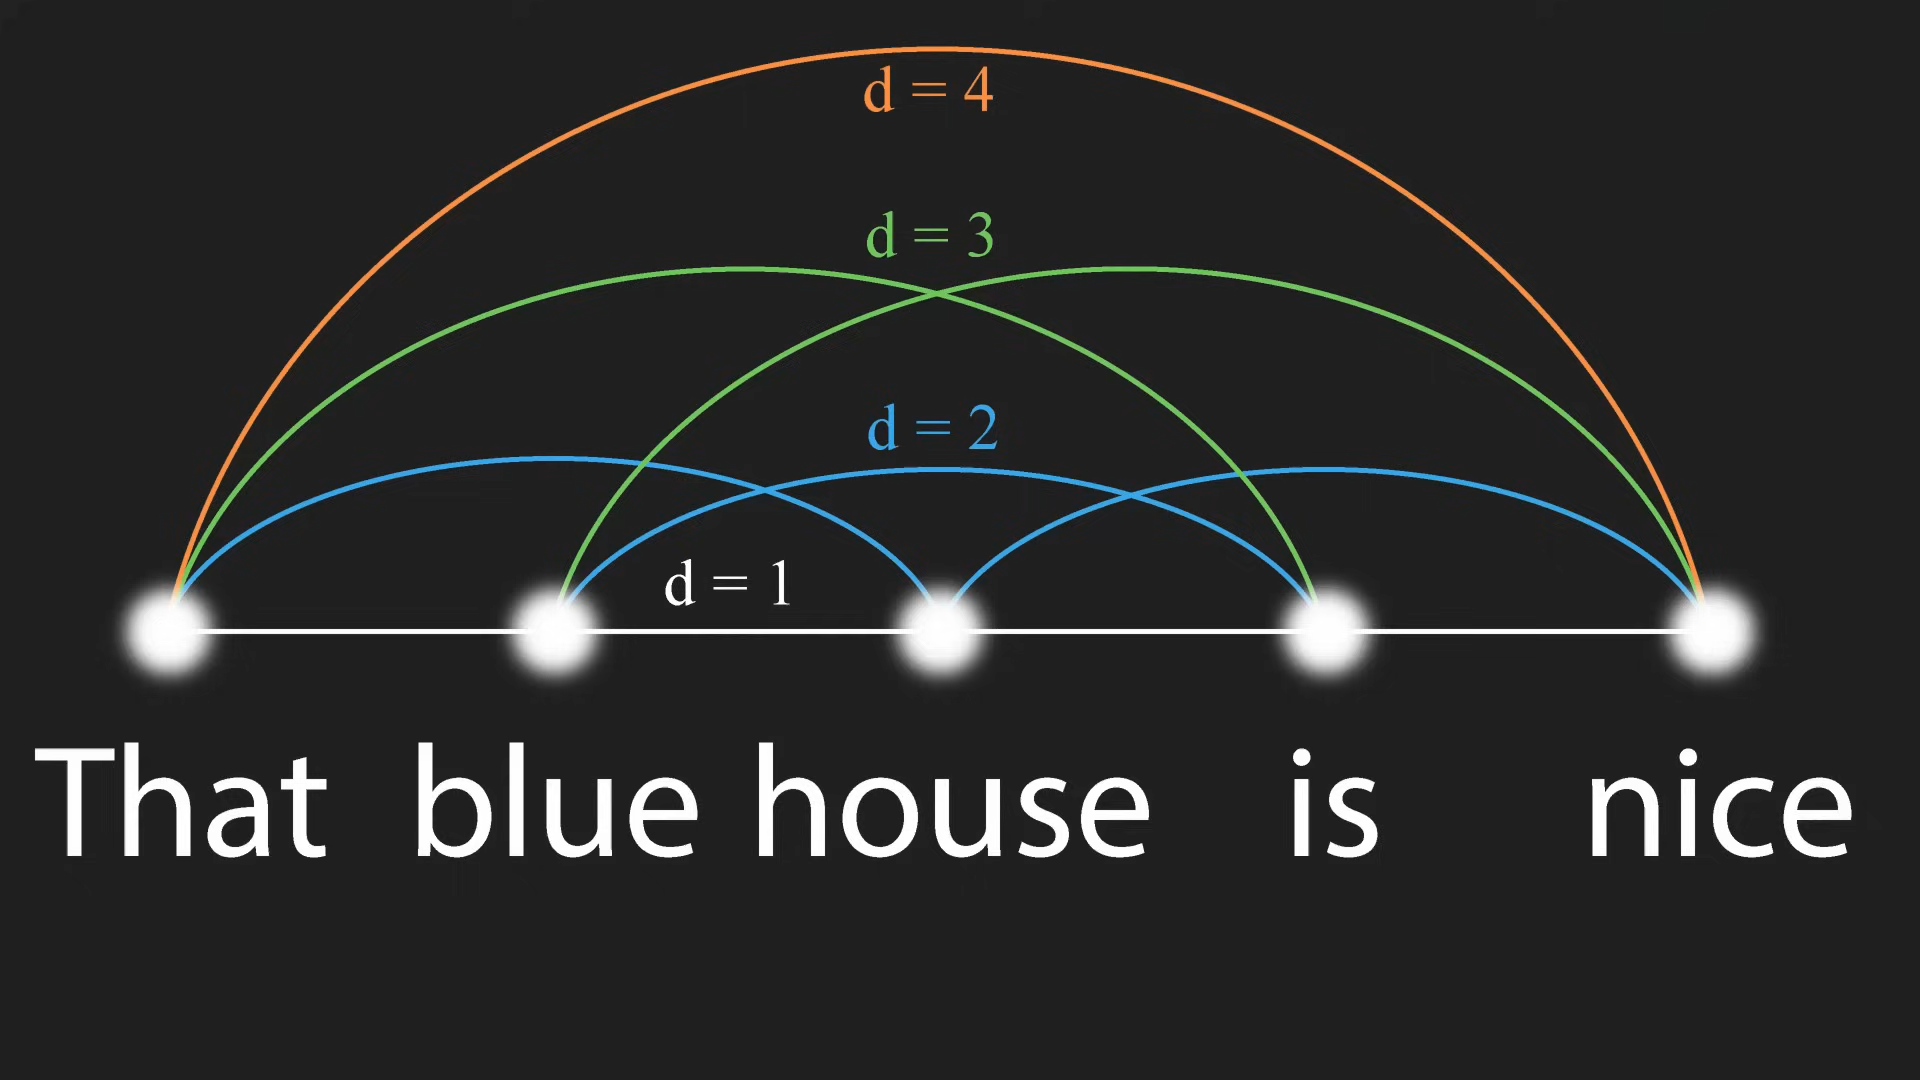 d = 4
d = 3
d = 2
d = 1
That blue house is nice